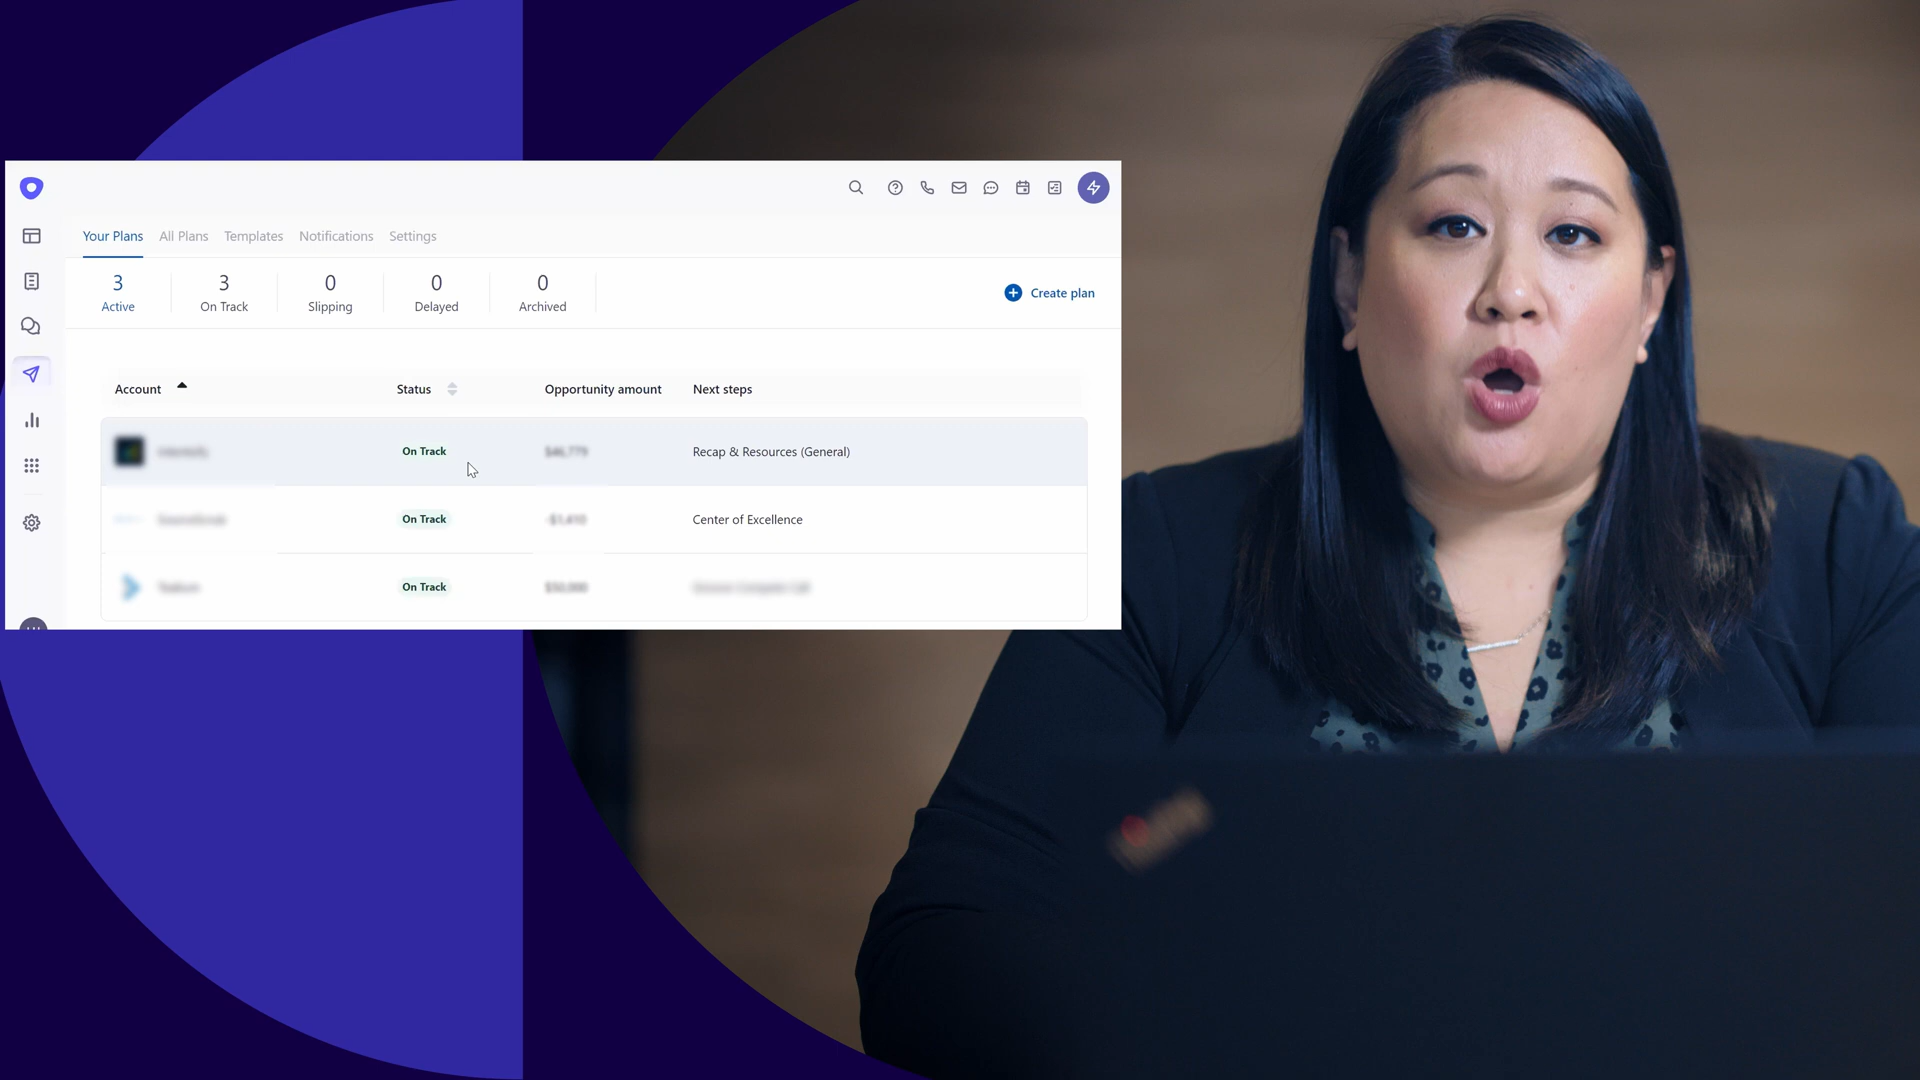 Your Plans All Plans Templates Notifications Settings
3 3 0 0 0
Active On Track Slipping Delayed Archived
Create plan
Account Status Opportunity amount Next steps
On Track Recap & Resources (General)
On Track Center of Excellence
On Track